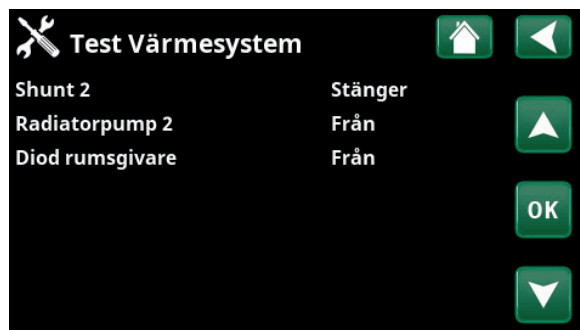 Test Värmesystem
Shunt 2 Stänger
Radiatorpump 2 Från
Diod rumsgivare Från
OK